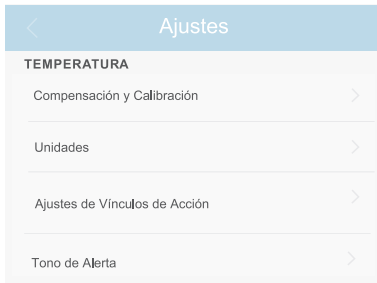 Ajustes
TEMPERATURA
Compensación y Calibración
Unidades
Ajustes de Vínculos de Acción
Tono de Alerta